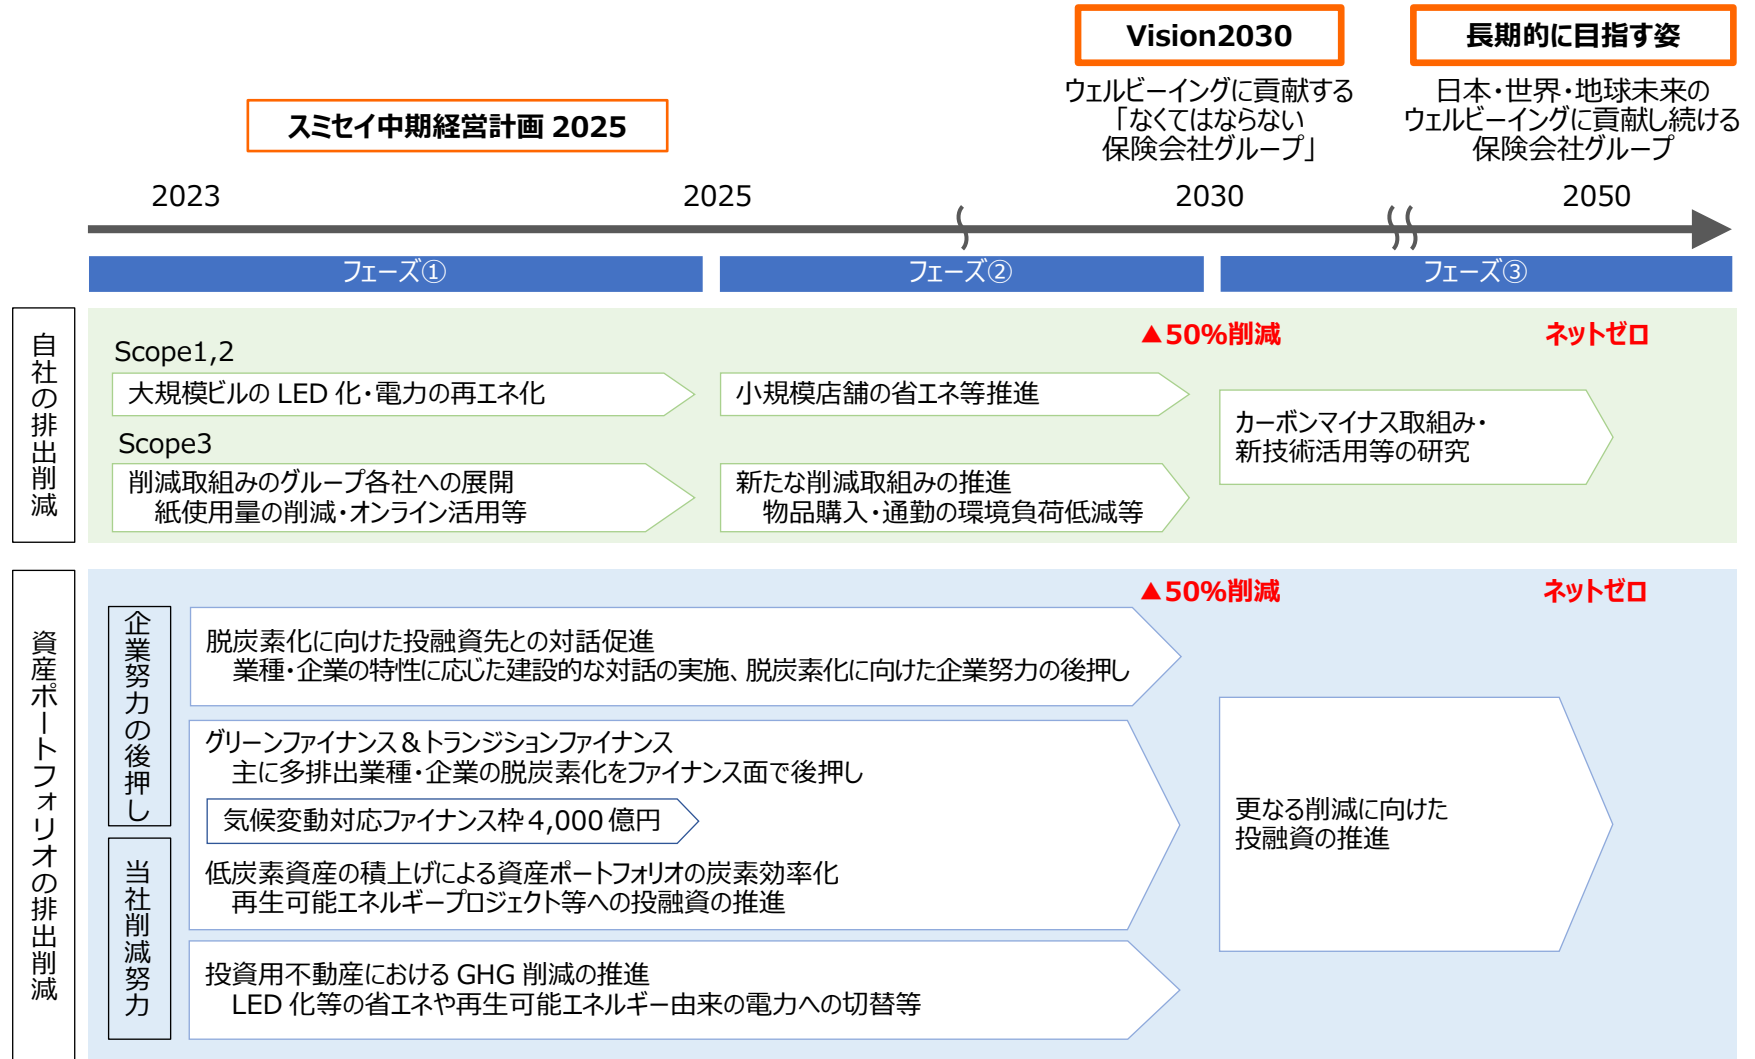 Vision2030
長期的に目指す姿
ウェルビーイングに貢献する
「なくてはならない
保険会社グループ」
日本・世界・地球未来の
ウェルビーイングに貢献し続ける
保険会社グループ
スミセイ中期経営計画 2025
2023
2025
2030
2050
フェーズ①
フェーズ②
フェーズ③
自社の排出削減
▲50%削減
ネットゼロ
Scope1,2
大規模ビルの LED 化・電力の再エネ化
小規模店舗の省エネ等推進
カーボンマイナス取組み・
新技術活用等の研究
Scope3
削減取組みのグループ各社への展開
紙使用量の削減・オンライン活用等
新たな削減取組みの推進
物品購入・通勤の環境負荷低減等
資産ポートフォリオの排出削減
▲50%削減
ネットゼロ
企業努力の後押し
脱炭素化に向けた投融資先との対話促進
業種・企業の特性に応じた建設的な対話の実施、脱炭素化に向けた企業努力の後押し
グリーンファイナンス＆トランジションファイナンス
主に多排出業種・企業の脱炭素化をファイナンス面で後押し
気候変動対応ファイナンス枠 4,000 億円
更なる削減に向けた
投融資の推進
当社削減努力
低炭素資産の積上げによる資産ポートフォリオの炭素効率化
再生可能エネルギープロジェクト等への投融資の推進
投資用不動産における GHG 削減の推進
LED 化等の省エネや再生可能エネルギー由来の電力への切替等